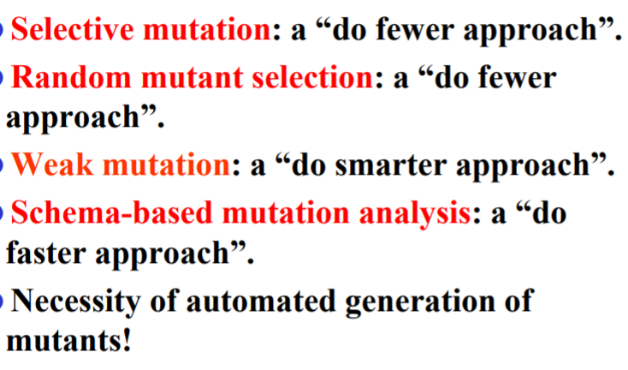 Selective mutation: a “do fewer approach”.
Random mutant selection: a “do fewer
approach”.
Weak mutation: a “do smarter approach”.
Schema-based mutation analysis: a “do
faster approach”.
Necessity of automated generation of
mutants!